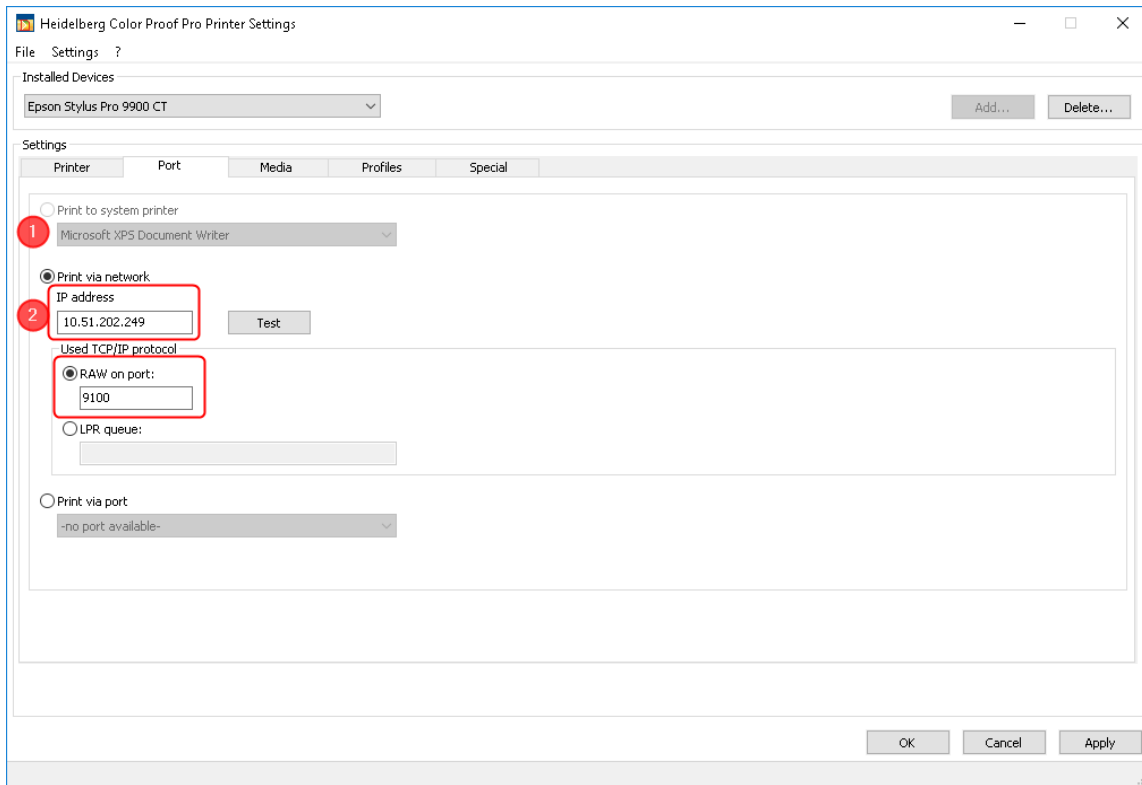 Heidelberg Color Proof Pro Printer Settings
File Settings ?
Installed Devices
Epson Stylus Pro 9900 CT
Add...
Delete...
Settings
Printer Port Media Profiles Special
Print to system printer
1
Microsoft XPS Document Writer
Print via network
IP address
2
10.51.202.249
Test
Used TCP/IP protocol
RAW on port:
9100
LPR queue:
Print via port
-no port available-
OK Cancel Apply